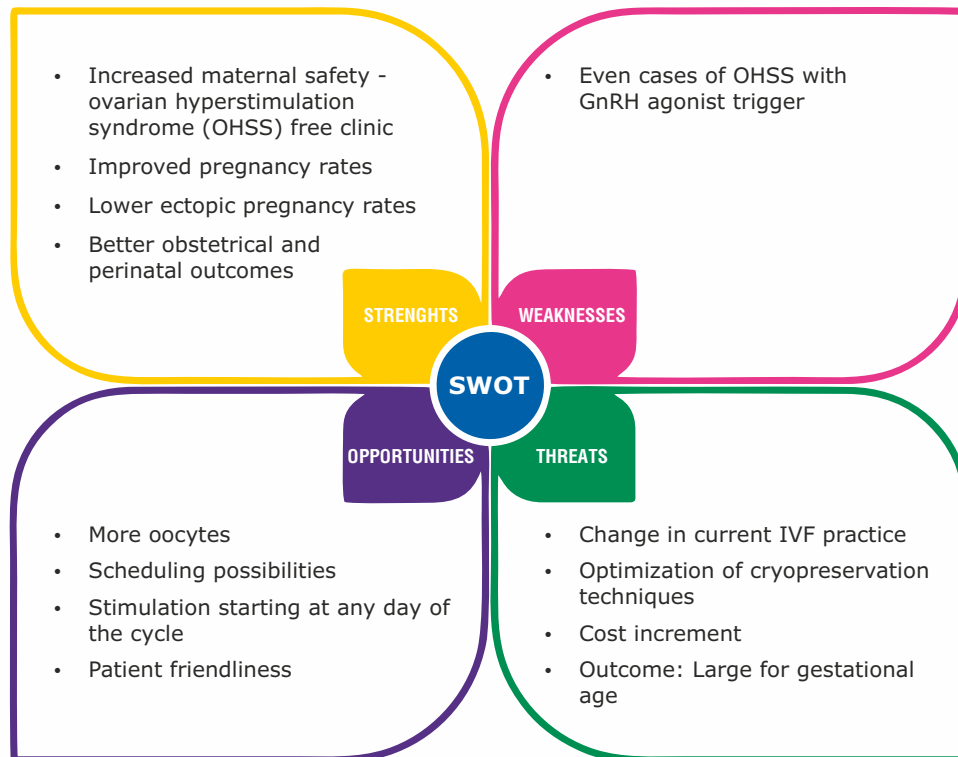 • Increased maternal safety -
ovarian hyperstimulation
syndrome (OHSS) free clinic
• Improved pregnancy rates
• Lower ectopic pregnancy rates
• Better obstetrical and
perinatal outcomes
STRENGHTS
• Even cases of OHSS with
GnRH agonist trigger
WEAKNESSES
SWOT
OPPORTUNITIES
• More oocytes
• Scheduling possibilities
• Stimulation starting at any day of
the cycle
• Patient friendliness
THREATS
• Change in current IVF practice
• Optimization of cryopreservation
techniques
• Cost increment
• Outcome: Large for gestational
age